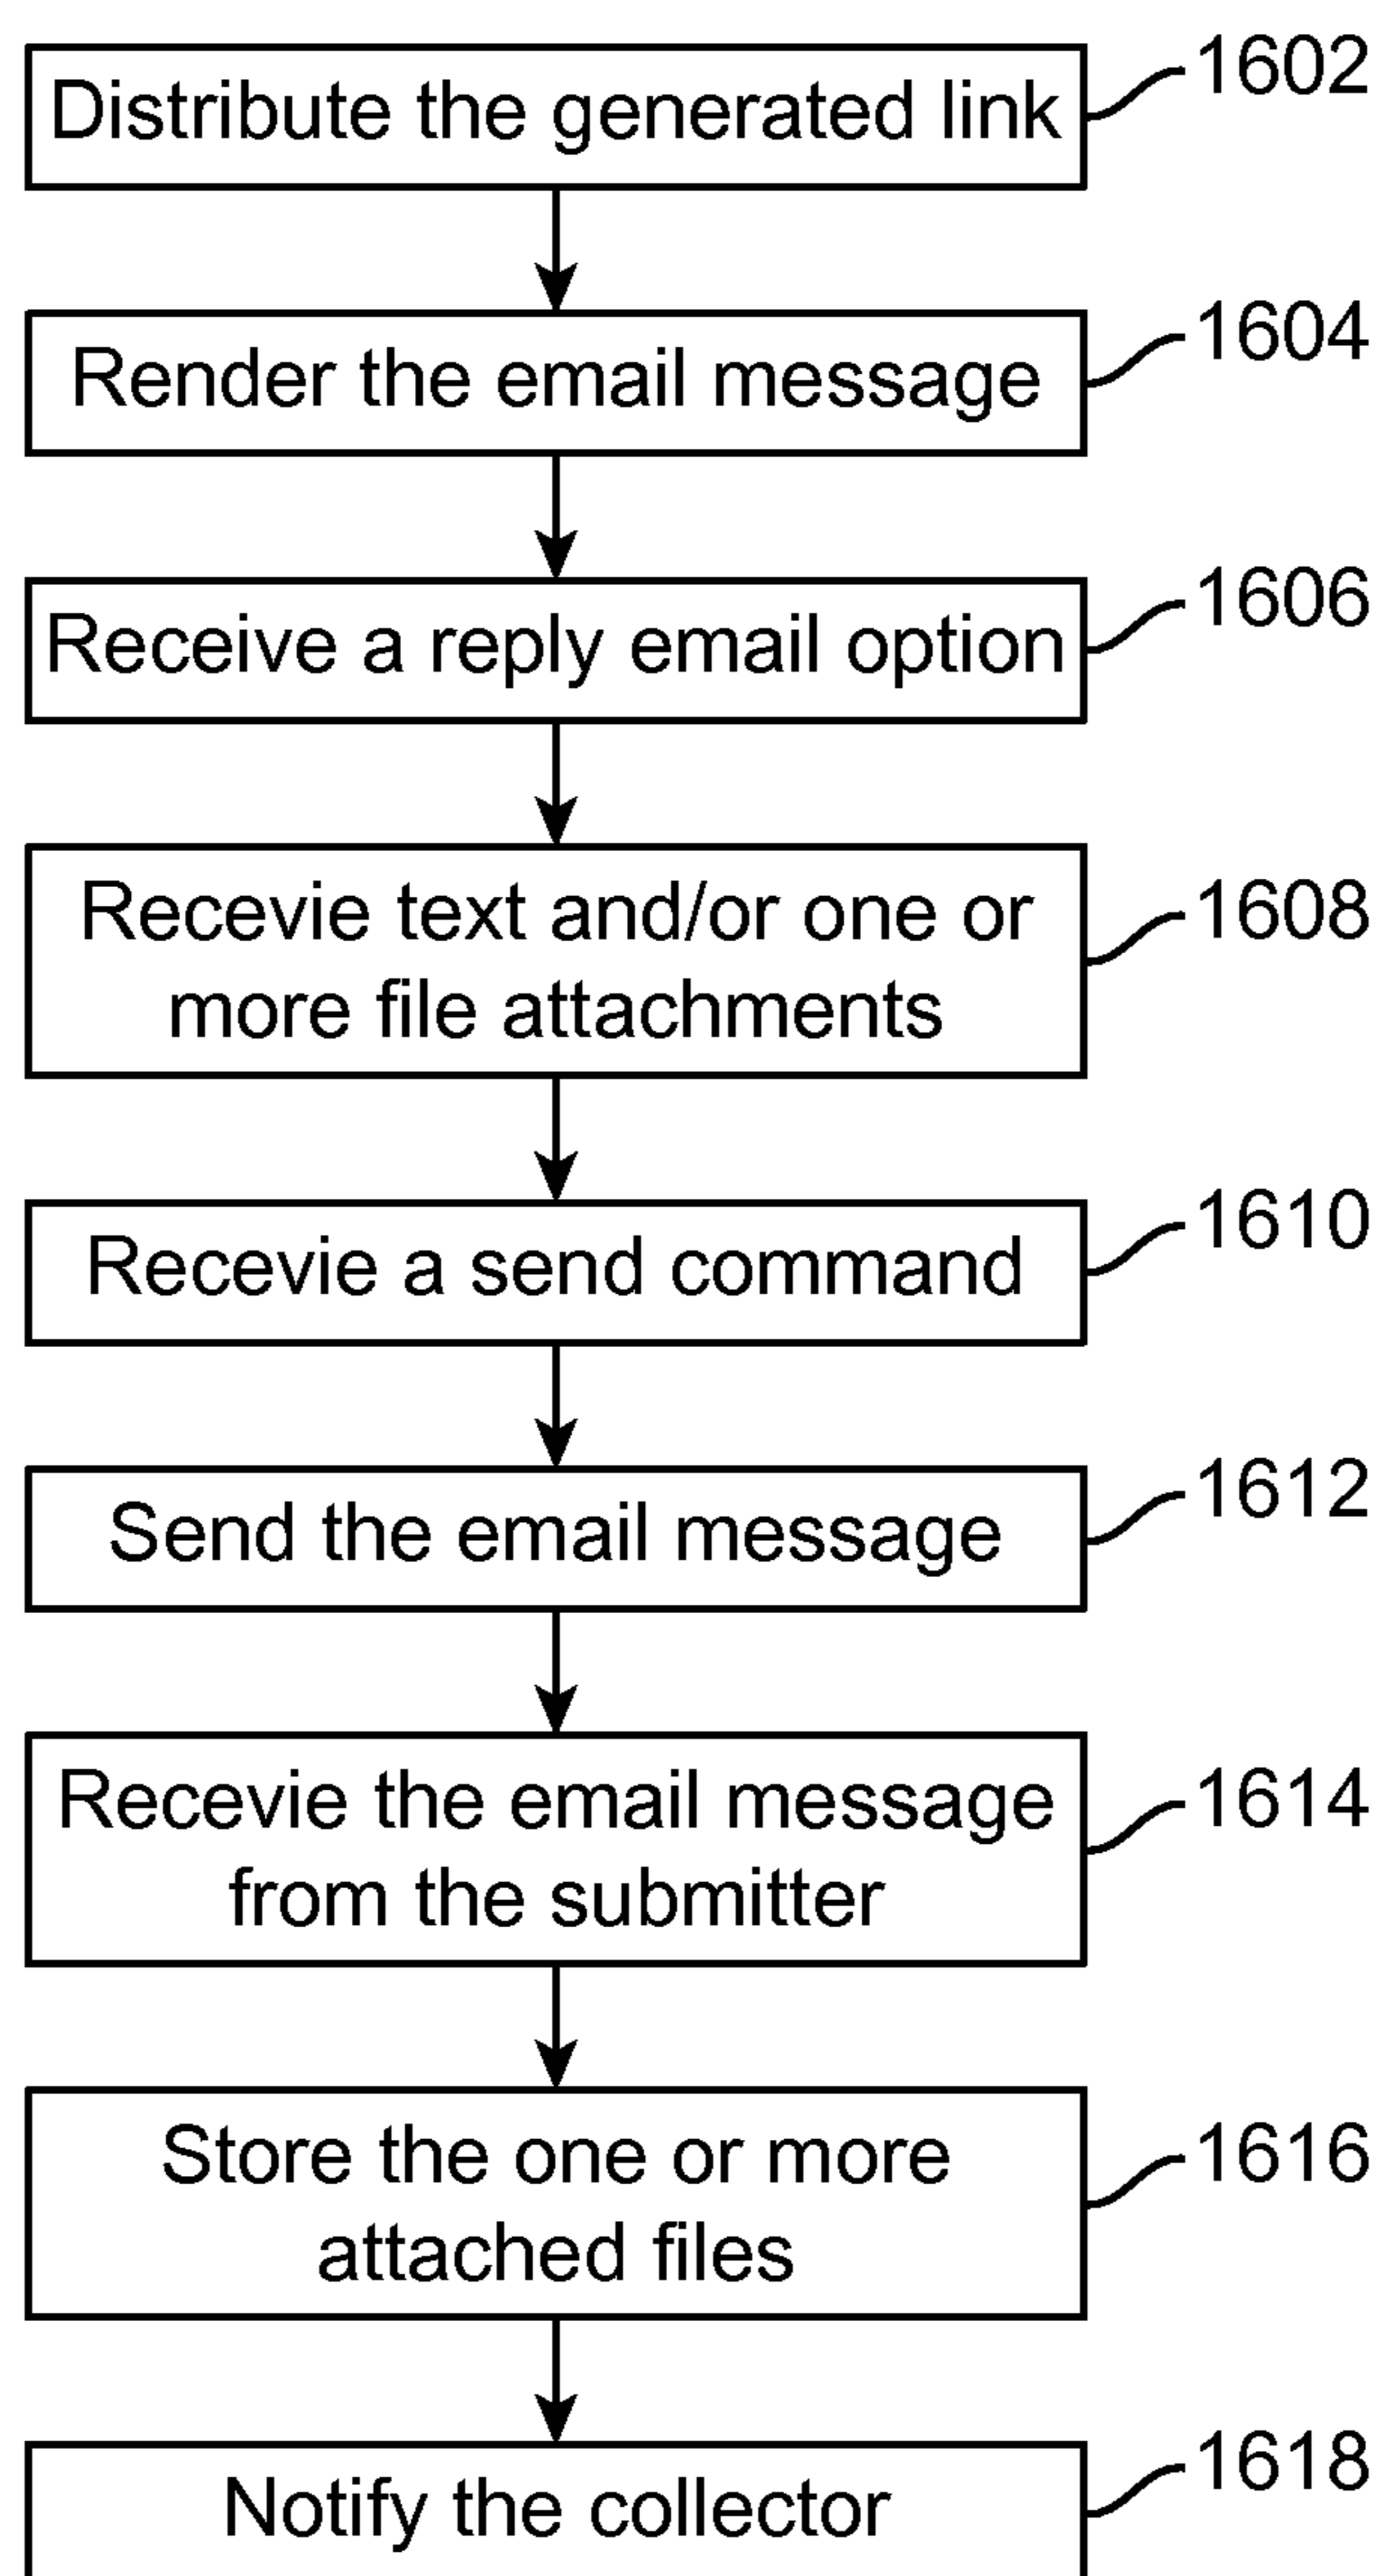 Distribute the generated link
1602
Render the email message
1604
Receive a reply email option
1606
Recevie text and/or one or
more file attachments
1608
Recevie a send command
1610
Send the email message
1612
Recevie the email message
from the submitter
1614
Store the one or more
attached files
1616
Notify the collector
1618